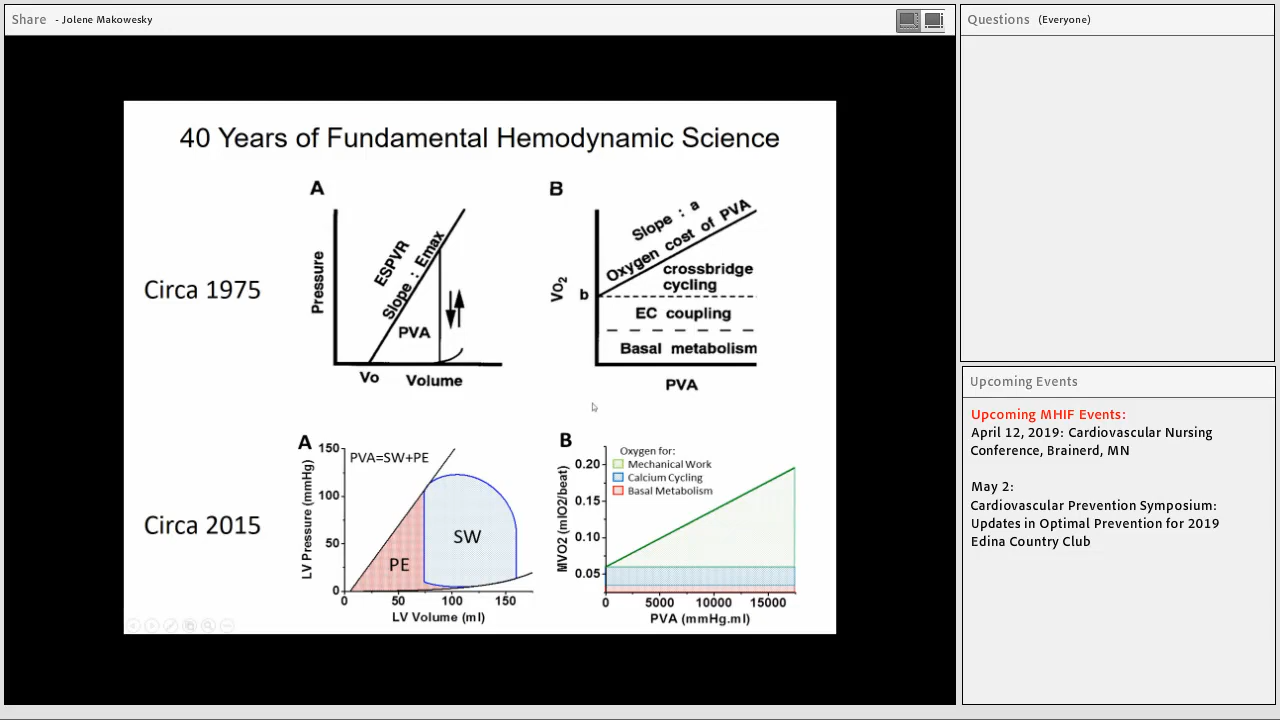 Share - Jolene Makowesky
40 Years of Fundamental Hemodynamic Science
Circa 1975
A
Pressure
ESPVR
Slope : Emax
PVA
Vo
Volume
B
Vo2
b
Slope : a
Oxygen cost of PVA
crossbridge
cycling
EC coupling
Basal metabolism
PVA
Circa 2015
A
LV Pressure (mmHg)
150
100
50
0
PVA=SW+PE
PE
SW
0
50
100
150
LV Volume (ml)
B
MVO2 (mlO2/beat)
0.20
0.15
0.10
0.05
Oxygen for:
Mechanical Work
Calcium Cycling
Basal Metabolism
0
5000
10000
15000
PVA (mmHg.ml)
Questions (Everyone)
Upcoming Events
Upcoming MHIF Events:
April 12, 2019: Cardiovascular Nursing
Conference, Brainerd, MN
May 2:
Cardiovascular Prevention Symposium:
Updates in Optimal Prevention for 2019
Edina Country Club